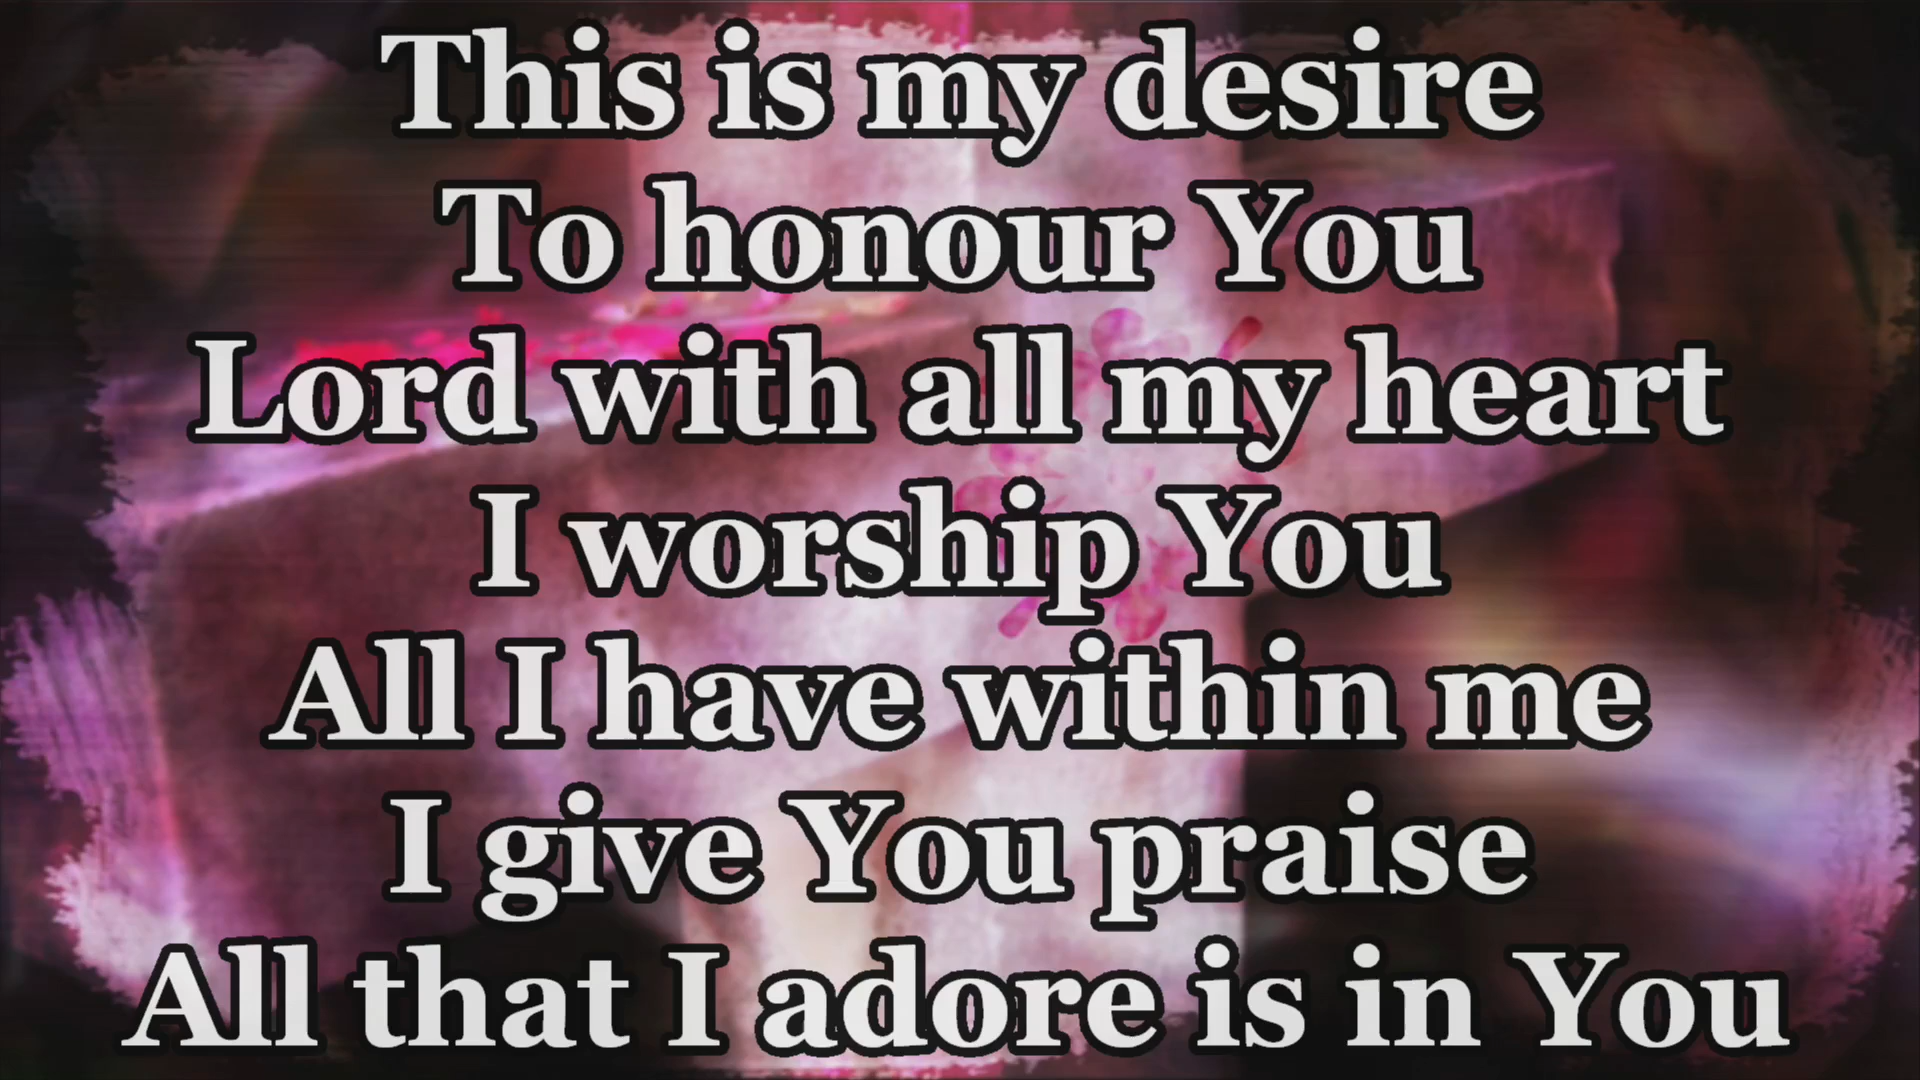 This is my desire
To honour You
Lord with all my heart
I worship You
All I have within me
I give You praise
All that I adore is in You